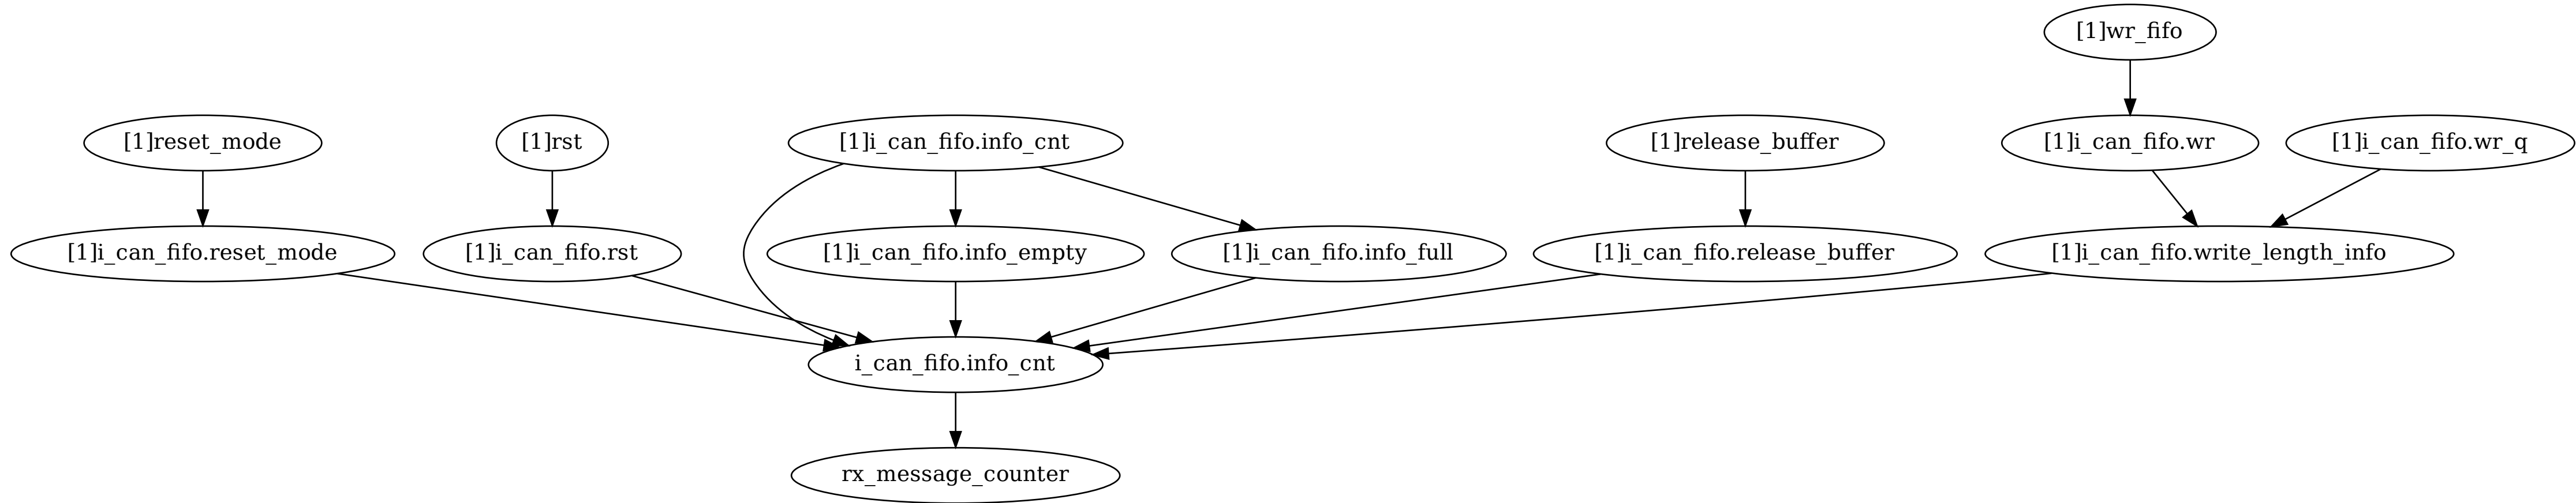 [1]wr_fifo
[1]reset_mode
[1]rst
[1]i_can_fifo.info_cnt
[1]release_buffer
[1]i_can_fifo.wr
[1]i_can_fifo.wr_q
[1]i_can_fifo.reset_mode
[1]i_can_fifo.rst
[1]i_can_fifo.info_empty
[1]i_can_fifo.info_full
[1]i_can_fifo.release_buffer
[1]i_can_fifo.write_length_info
i_can_fifo.info_cnt
rx_message_counter